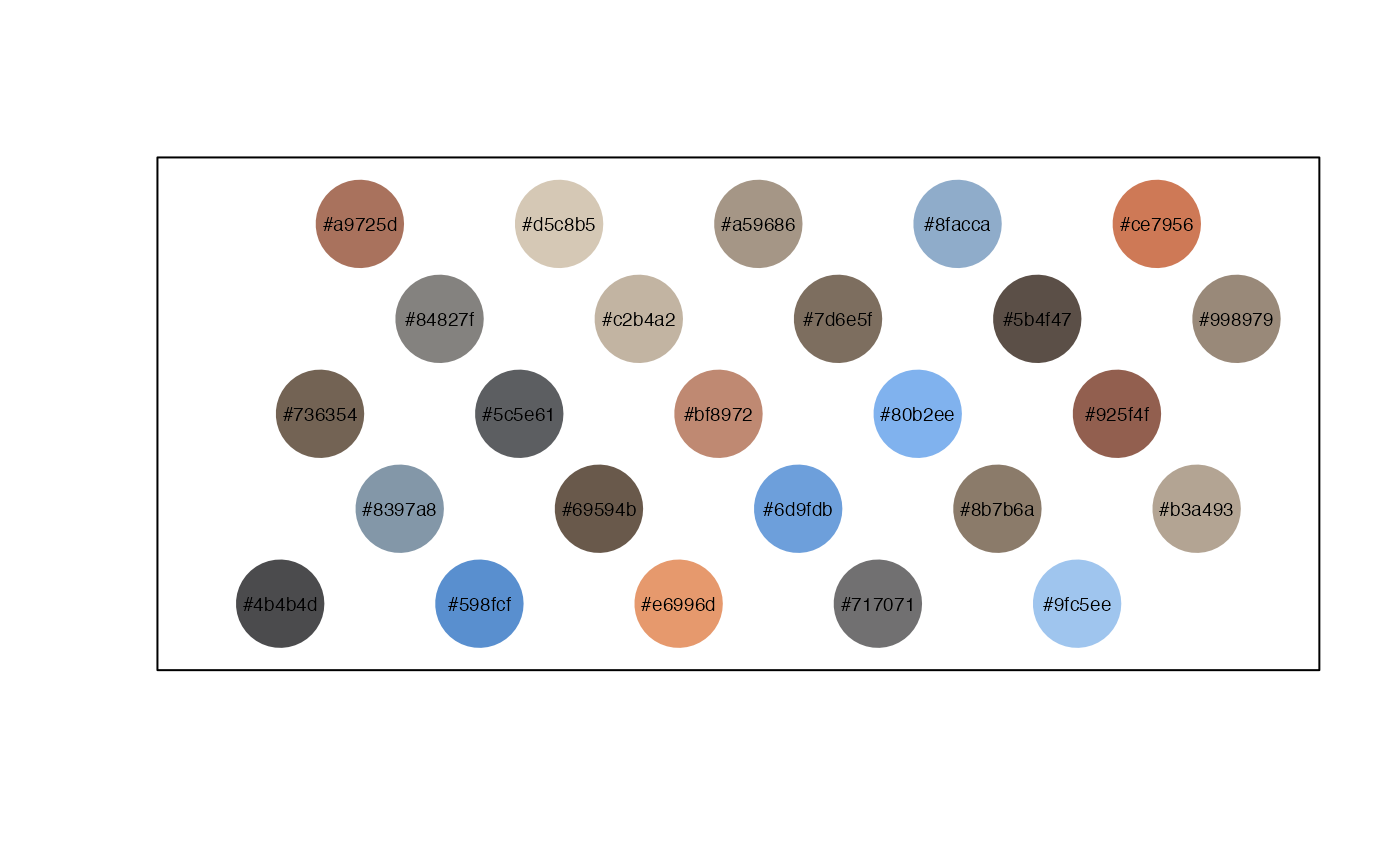 #a9725d #d5c8b5 #a59686 #8facca #ce7956
#84827f #c2b4a2 #7d6e5f #5b4f47 #998979
#736354 #5c5e61 #bf8972 #80b2ee #925f4f
#8397a8 #69594b #6d9fdb #8b7b6a #b3a493
#4b4b4d #598fcf #e6996d #717071 #9fc5ee